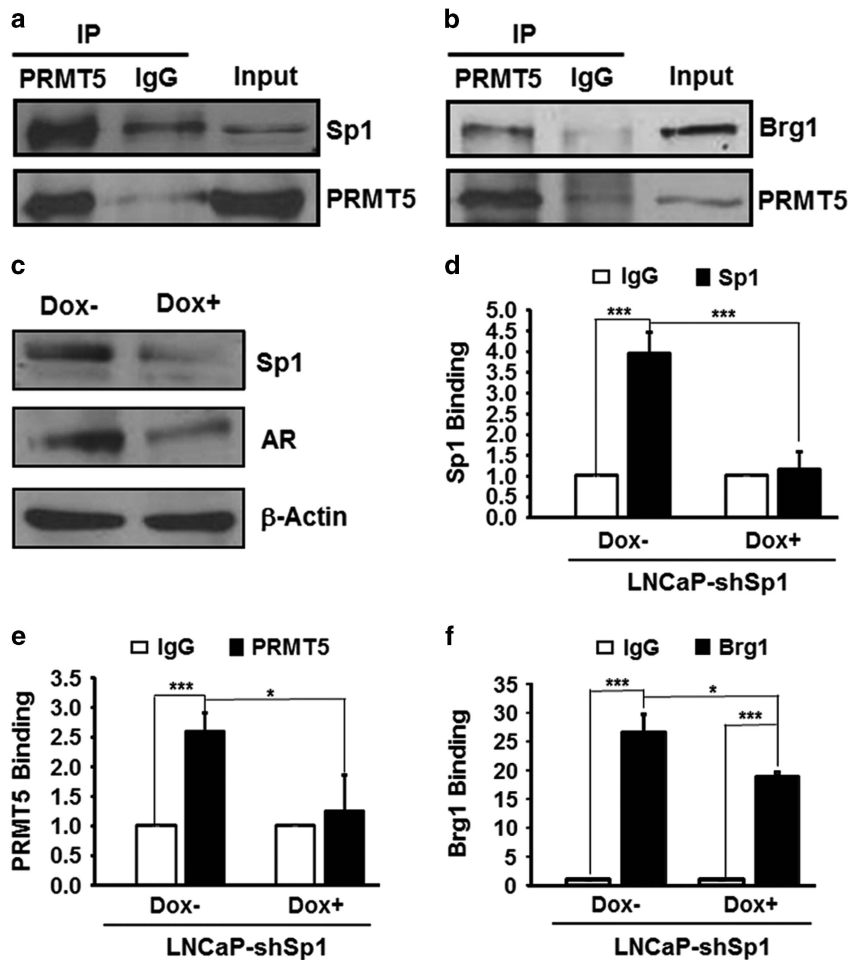 a
IP
PRMT5 IgG Input
Sp1
PRMT5
b
IP
PRMT5 IgG Input
Brg1
PRMT5
c
Dox- Dox+
Sp1
AR
β-Actin
d
IgG Sp1
Sp1 Binding
5.0
4.5
4.0
3.5
3.0
2.5
2.0
1.5
1.0
0.5
0.0
*** ***
Dox- Dox+
LNCaP-shSp1
e
IgG PRMT5
PRMT5 Binding
3.5
3.0
2.5
2.0
1.5
1.0
0.5
0.0
*** *
Dox- Dox+
LNCaP-shSp1
f
IgG Brg1
Brg1 Binding
35
30
25
20
15
10
5
0
*** *
***
Dox- Dox+
LNCaP-shSp1